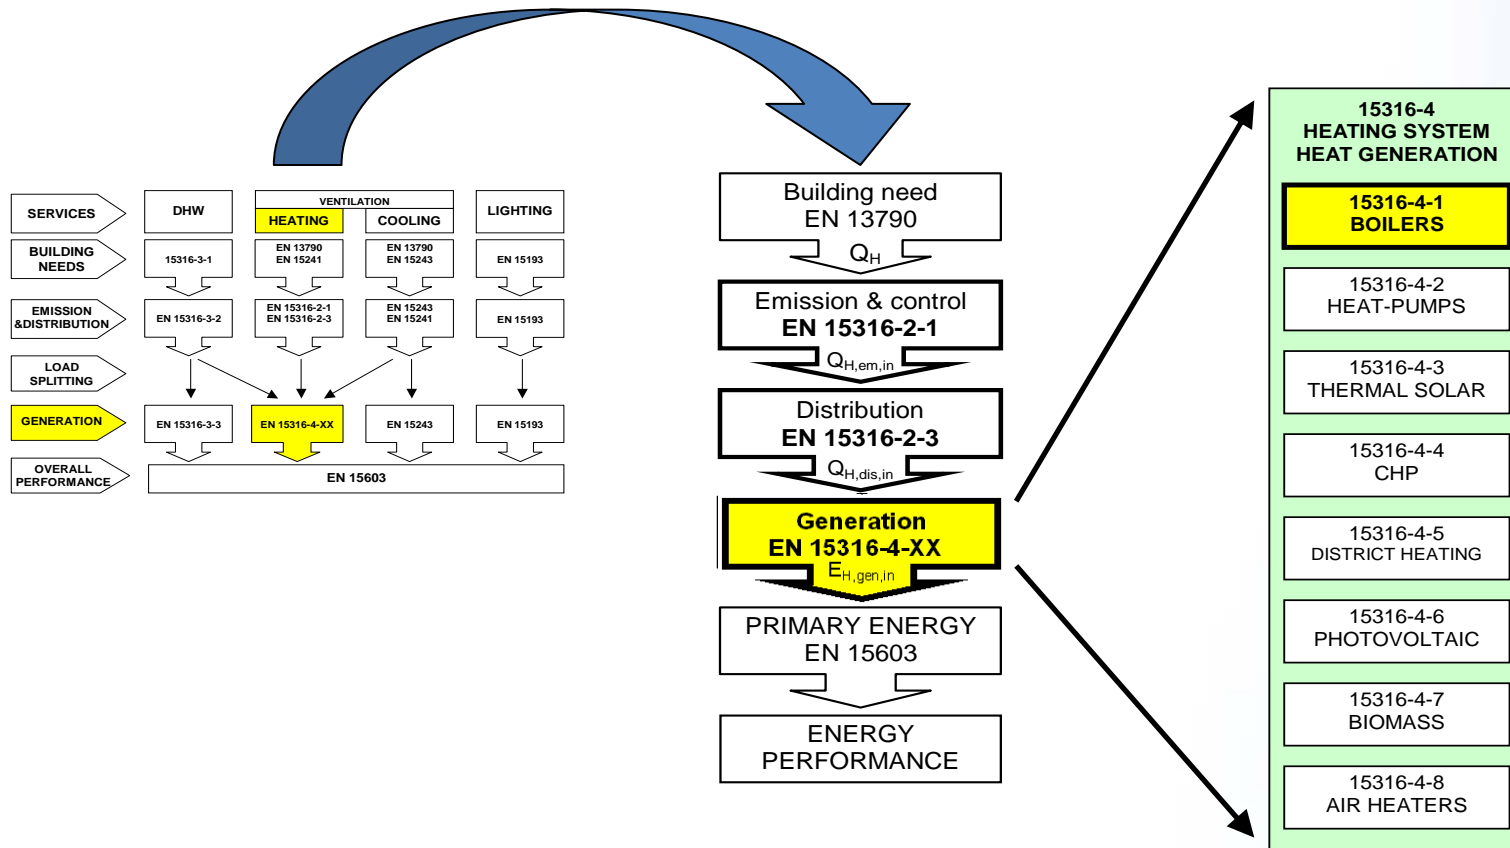 SERVICES
DHW
VENTILATION
HEATING
COOLING
LIGHTING
BUILDING
NEEDS
15316-3-1
EN 13790
EN 15241
EN 13790
EN 15243
EN 15193
EMISSION
&DISTRIBUTION
EN 15316-3-2
EN 15316-2-1
EN 15316-2-3
EN 15243
EN 15241
EN 15193
LOAD
SPLITTING
GENERATION
EN 15316-3-3
EN 15316-4-XX
EN 15243
EN 15193
OVERALL
PERFORMANCE
EN 15603
Building need
EN 13790
QH
Emission & control
EN 15316-2-1
QH,em,in
Distribution
EN 15316-2-3
QH,dis,in
Generation
EN 15316-4-XX
EH,gen,in
PRIMARY ENERGY
EN 15603
ENERGY
PERFORMANCE
15316-4
HEATING SYSTEM
HEAT GENERATION
15316-4-1
BOILERS
15316-4-2
HEAT-PUMPS
15316-4-3
THERMAL SOLAR
15316-4-4
CHP
15316-4-5
DISTRICT HEATING
15316-4-6
PHOTOVOLTAIC
15316-4-7
BIOMASS
15316-4-8
AIR HEATERS